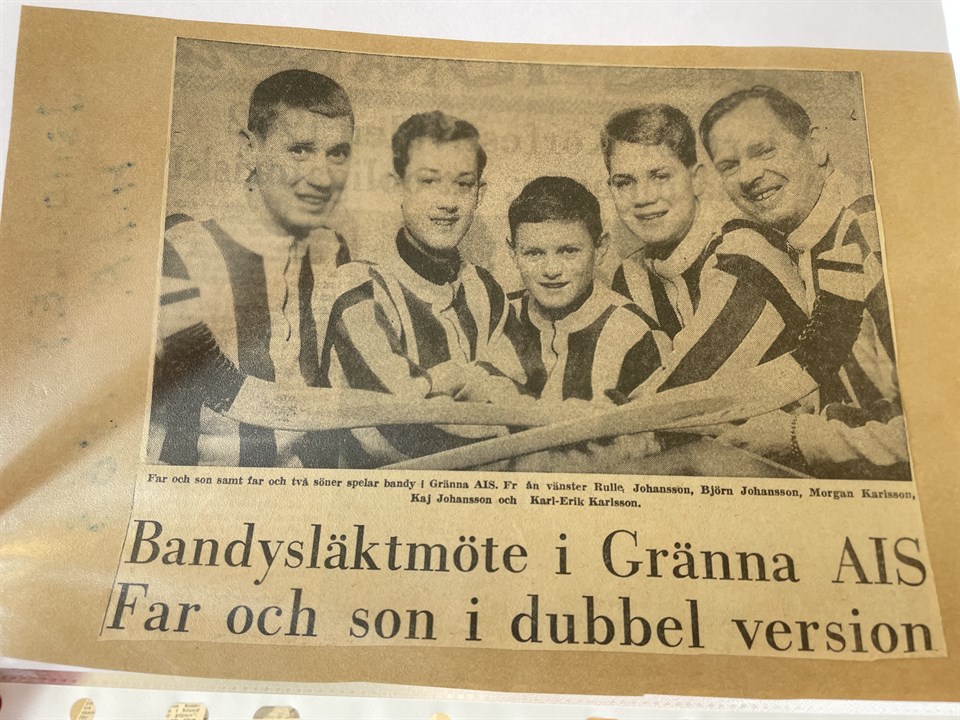 Far och son samt far och två söner spelar bandy i Gränna AIS. Fr ån vänster Rulle, Johansson, Björn Johansson, Morgan Karlsson,
Kaj Johansson och Karl-Erik Karlsson.
Bandysläktmöte i Gränna AIS
Far och son i dubbel version